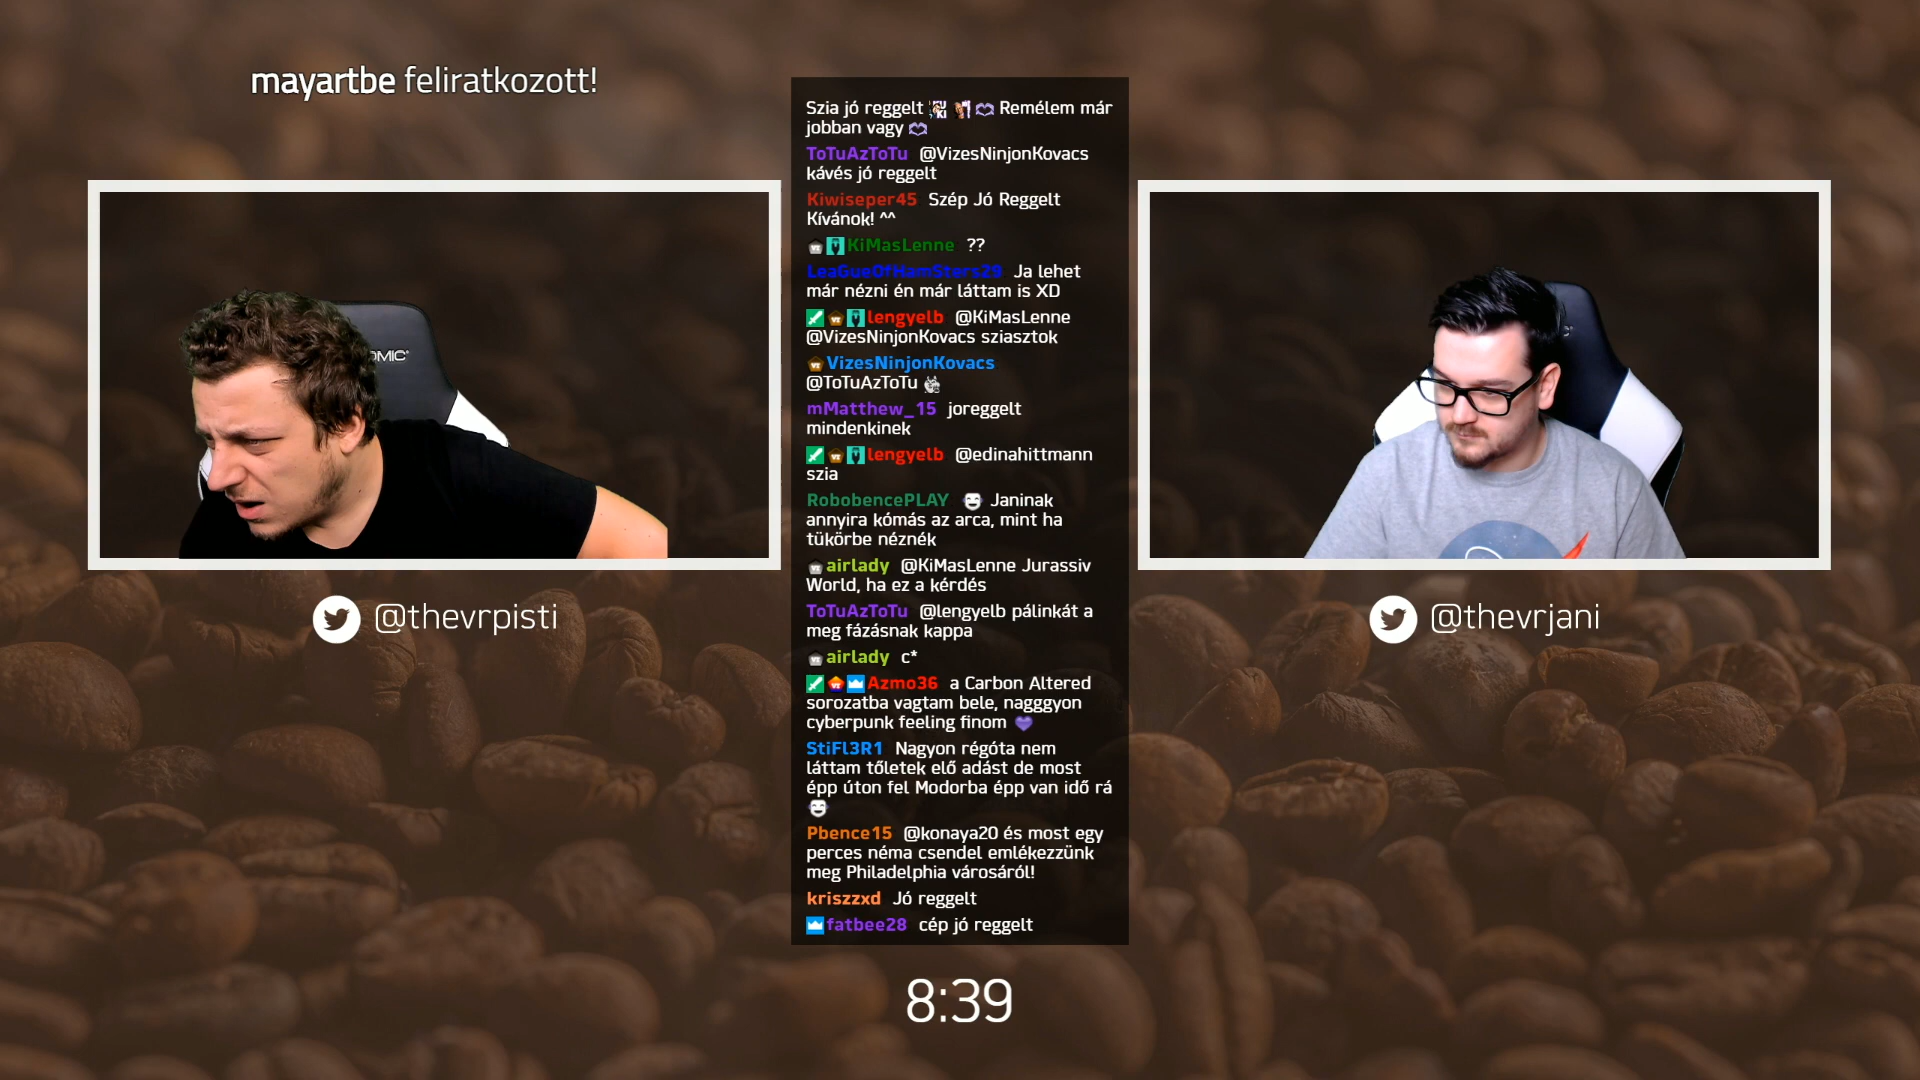 mayartbe feliratkozott!
Szia jó reggelt Remélem már
jobban vagy
ToTuAzToTu @VizesNinjonKovacs
kávés jó reggelt
Kiwiseper45 Szép Jó Reggelt
Kívánok! ^^
KiMasLenne ??
LeaGueOfHamSters29 Ja lehet
már nézni én már láttam is XD
lengyelb @KiMasLenne
@VizesNinjonKovacs sziasztok
VizesNinjonKovacs
@ToTuAzToTu
mMatthew_15 joreggelt
mindenkinek
lengyelb @edinahittmann
szia
RobobencePLAY Janinak
annyira kómás az arca, mint ha
tükörbe néznék
airlady @KiMasLenne Jurassiv
World, ha ez a kérdés
ToTuAzToTu @lengyelb pálinkát a
meg fázásnak kappa
airlady c*
Azmo36 a Carbon Altered
sorozatba vagtam bele, nagggyon
cyberpunk feeling finom
StiFl3R1 Nagyon régóta nem
láttam tőletek elő adást de most
épp úton fel Modorba épp van idő rá
Pbence15 @konaya20 és most egy
perces néma csendel emlékezzünk
meg Philadelphia városáról!
kriszzxd Jó reggelt
fatbee28 cép jó reggelt
@thevrpisti
@thevrjani
8:39